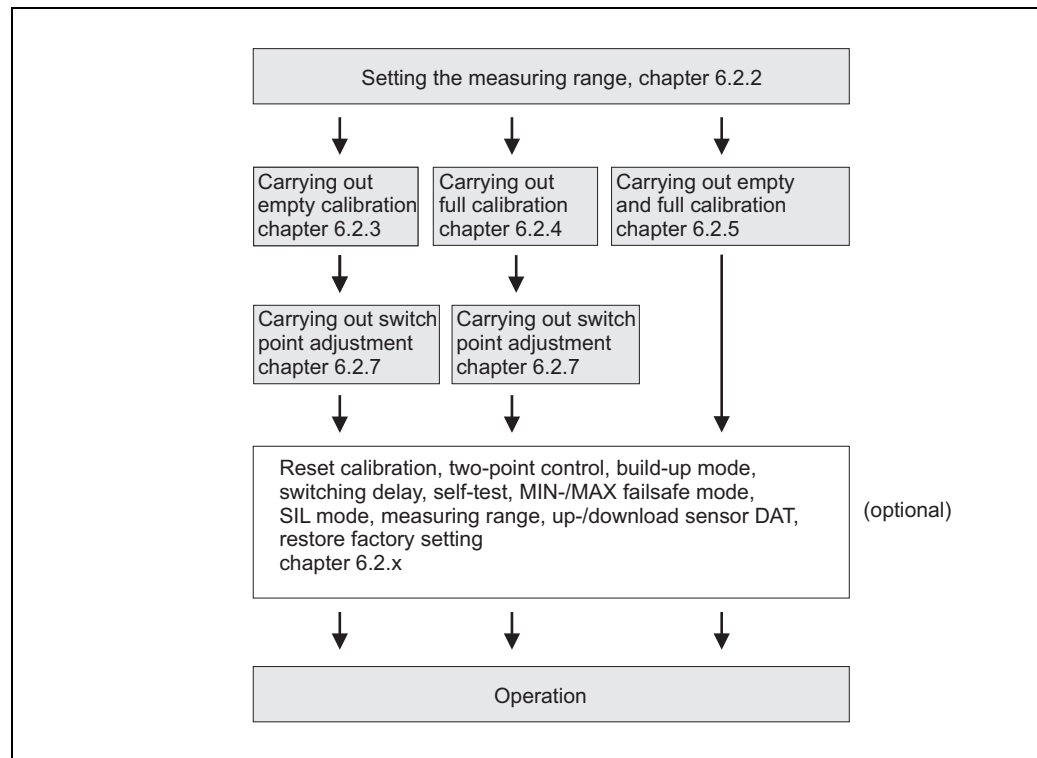 Setting the measuring range, chapter 6.2.2
Carrying out
empty calibration
chapter 6.2.3
Carrying out
full calibration
chapter 6.2.4
Carrying out empty
and full calibration
chapter 6.2.5
Carrying out switch
point adjustment
chapter 6.2.7
Carrying out switch
point adjustment
chapter 6.2.7
Reset calibration, two-point control, build-up mode,
switching delay, self-test, MIN-/MAX failsafe mode,
SIL mode, measuring range, up-/download sensor DAT,
restore factory setting
chapter 6.2.x
(optional)
Operation